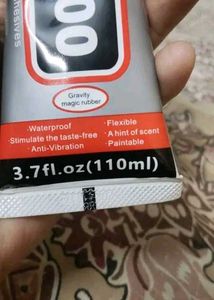 hesives
00
Gravity
magic rubber
·Waterproof
·Flexible
·Stimulate the taste-free
·A hint of scent
·Anti-Vibration
·Paintable
3.7fl.oz(110ml)